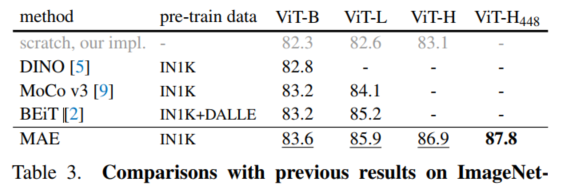 method pre-train data ViT-B ViT-L ViT-H ViT-H448
scratch, our impl. - 82.3 82.6 83.1 -
DINO [5] IN1K 82.8 - - -
MoCo v3 [9] IN1K 83.2 84.1 - -
BEiT [2] IN1K+DALLE 83.2 85.2 - -
MAE IN1K 83.6 85.9 86.9 87.8
Table 3. Comparisons with previous results on ImageNet-